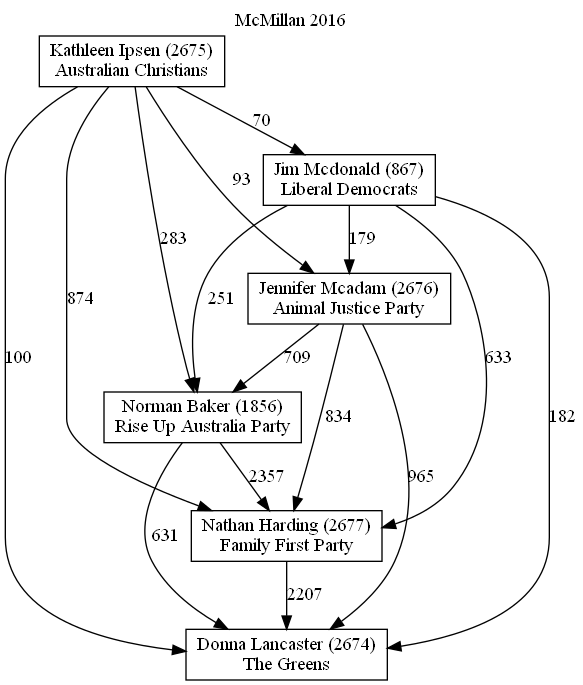 McMillan 2016
Kathleen Ipsen (2675)
Australian Christians
70
Jim Mcdonald (867)
Liberal Democrats
93
283
179
874
251
Jennifer Mcadam (2676)
Animal Justice Party
100
709
633
Norman Baker (1856)
Rise Up Australia Party
834
182
2357
965
Nathan Harding (2677)
Family First Party
631
2207
Donna Lancaster (2674)
The Greens